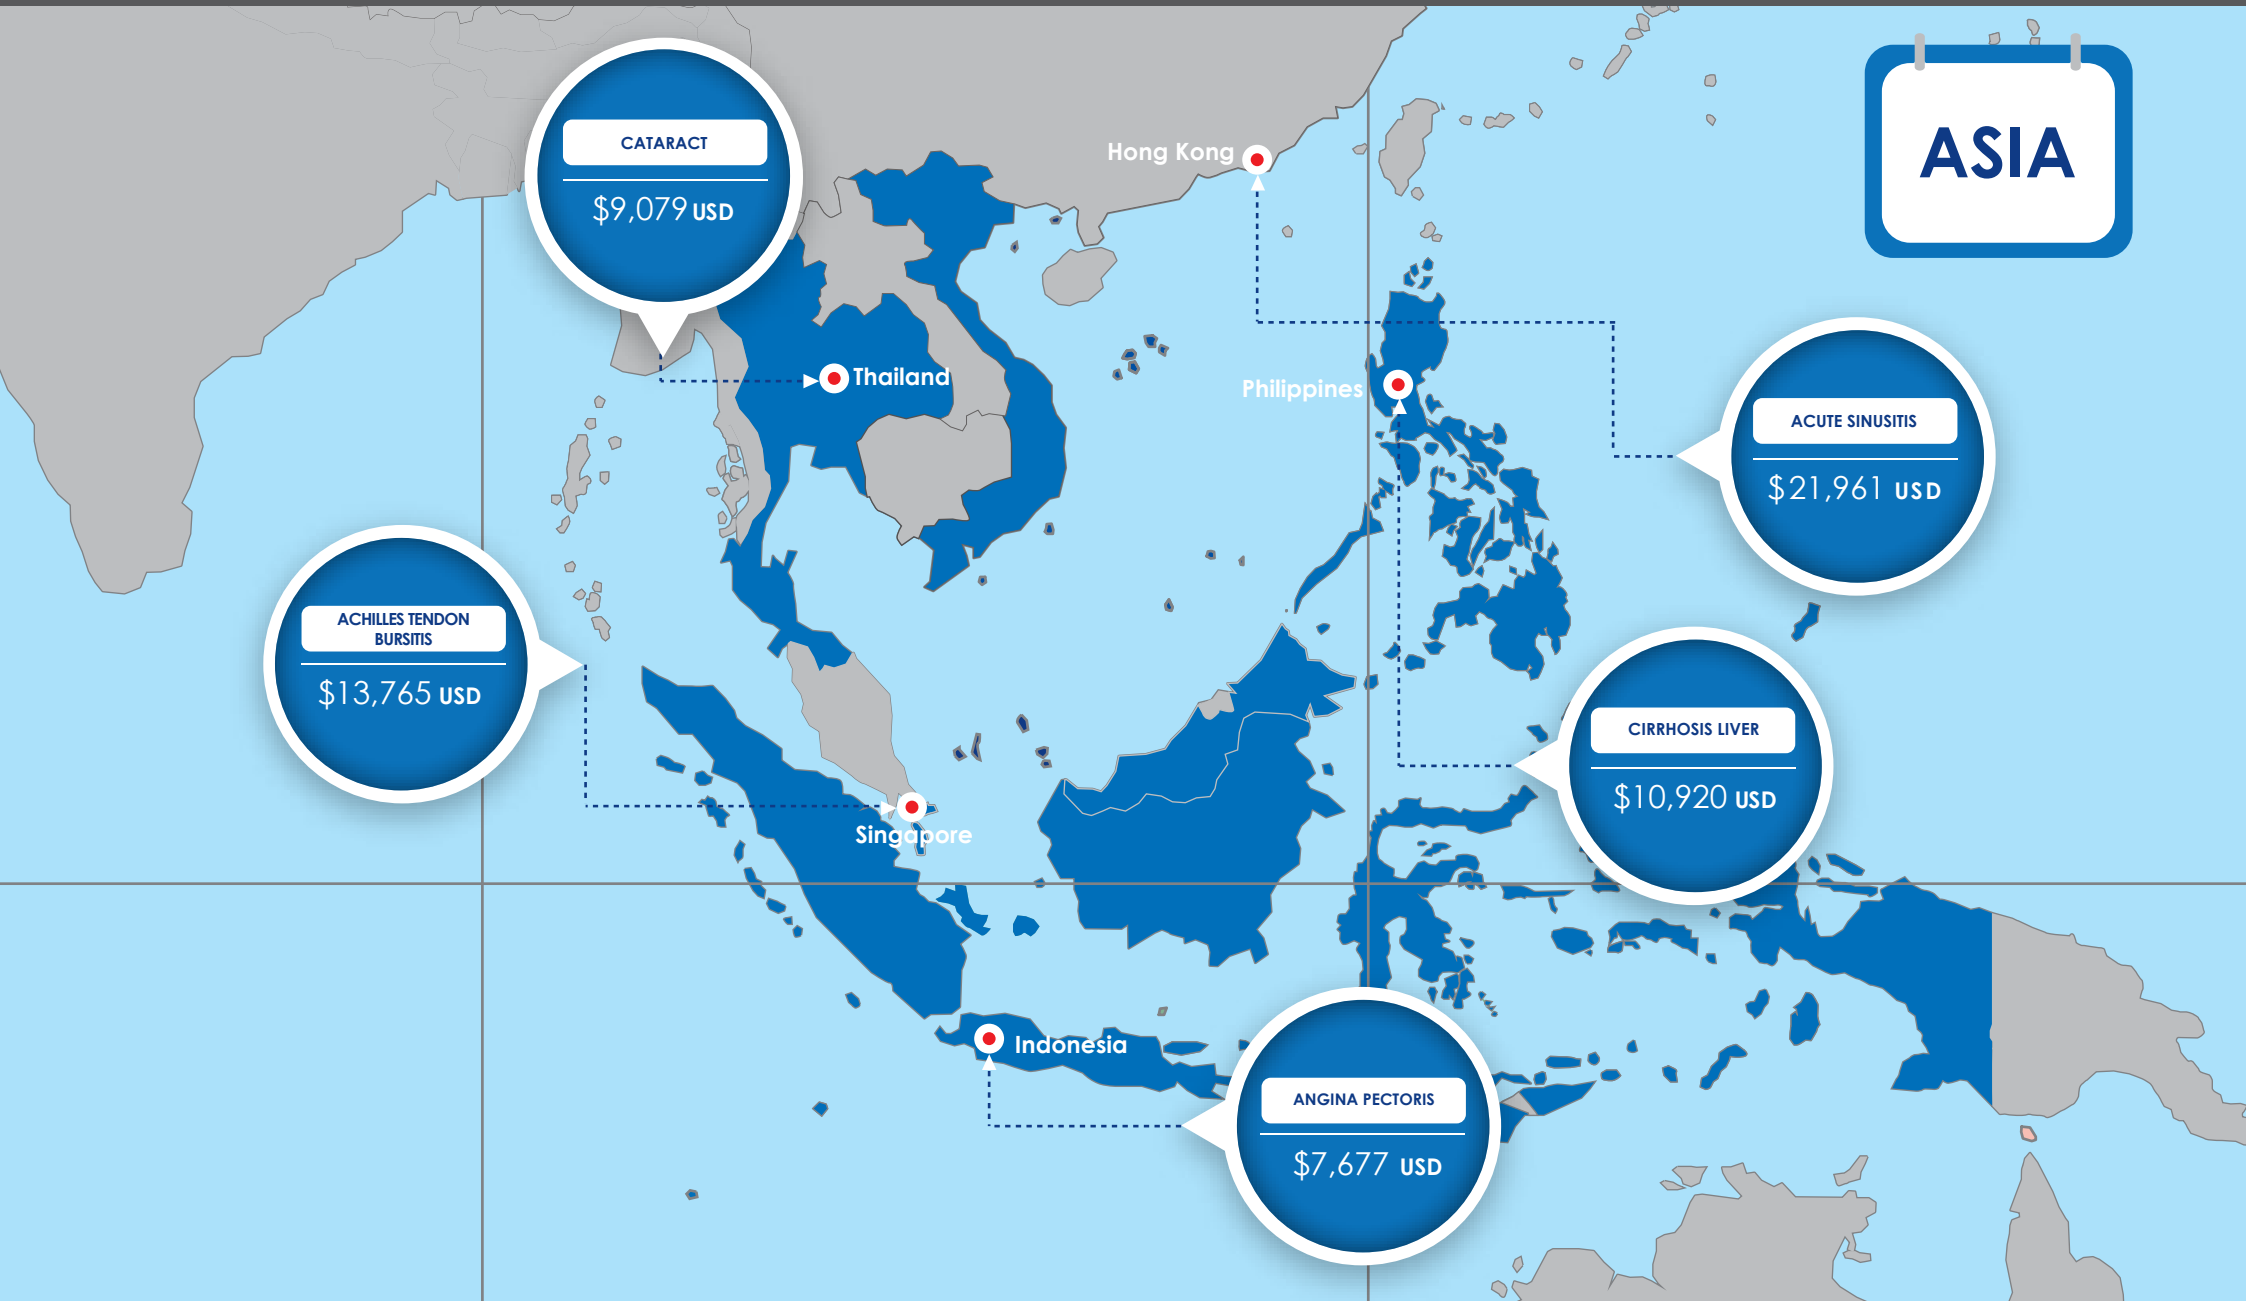 ASIA
CATARACT
$9,079 USD
Hong Kong
Thailand
Philippines
ACUTE SINUSITIS
$21,961 USD
ACHILLES TENDON
BURSITIS
$13,765 USD
CIRRHOSIS LIVER
$10,920 USD
Singapore
Indonesia
ANGINA PECTORIS
$7,677 USD